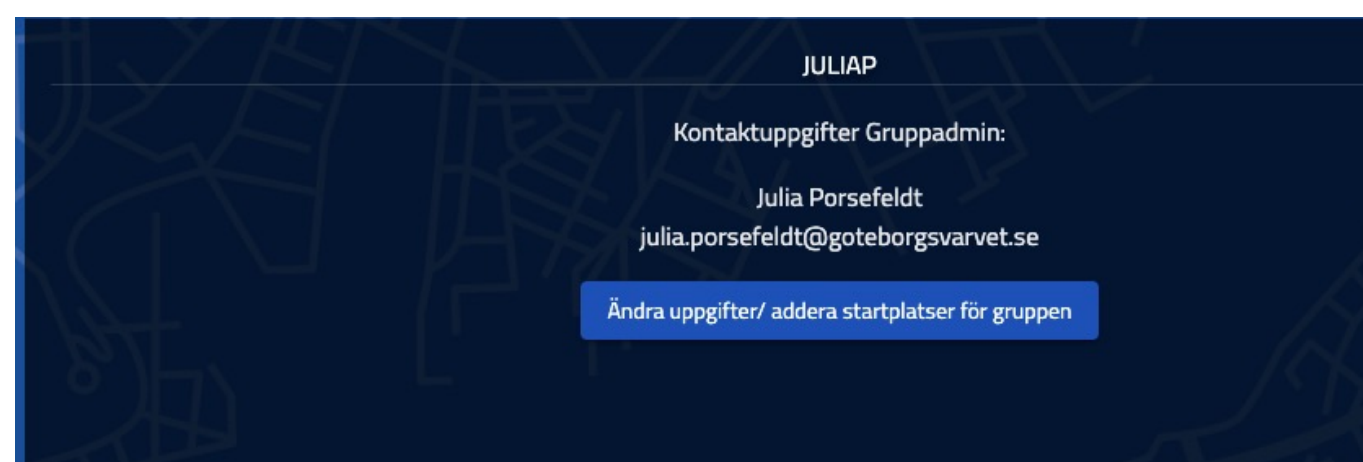 JULIAP
Kontaktuppgifter Gruppadmin:
Julia Porsefeldt
julia.porsefeldt@goteborgsvarvet.se
Ändra uppgifter/ addera startplatser för gruppen